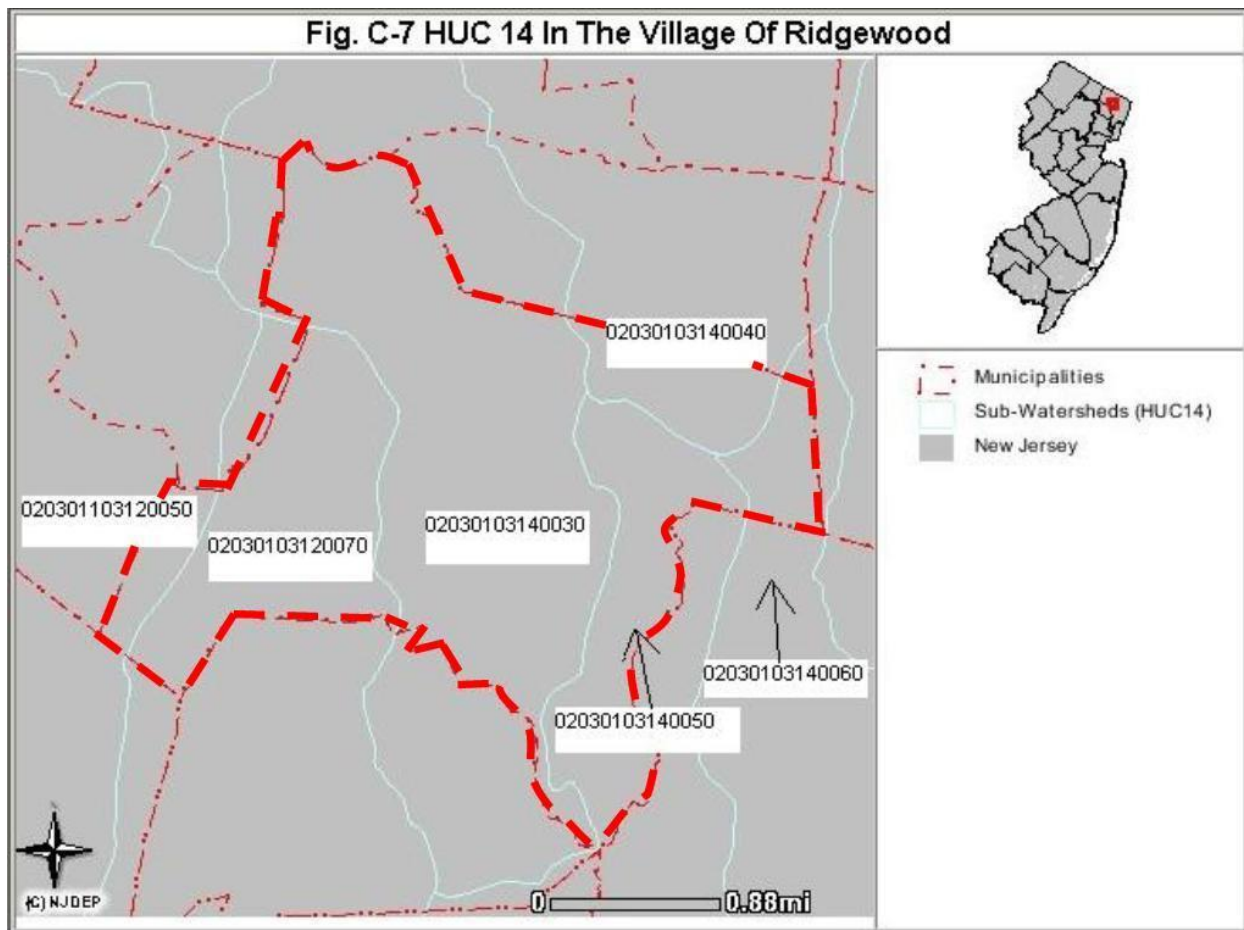 Fig. C-7 HUC 14 In The Village Of Ridgewood
02030103140040
020301103120050
02030103120070
02030103140030
02030103140060
02030103140050
(C) NJDEP
0 0.88mi
Municipalities
Sub-Watersheds (HUC14)
New Jersey